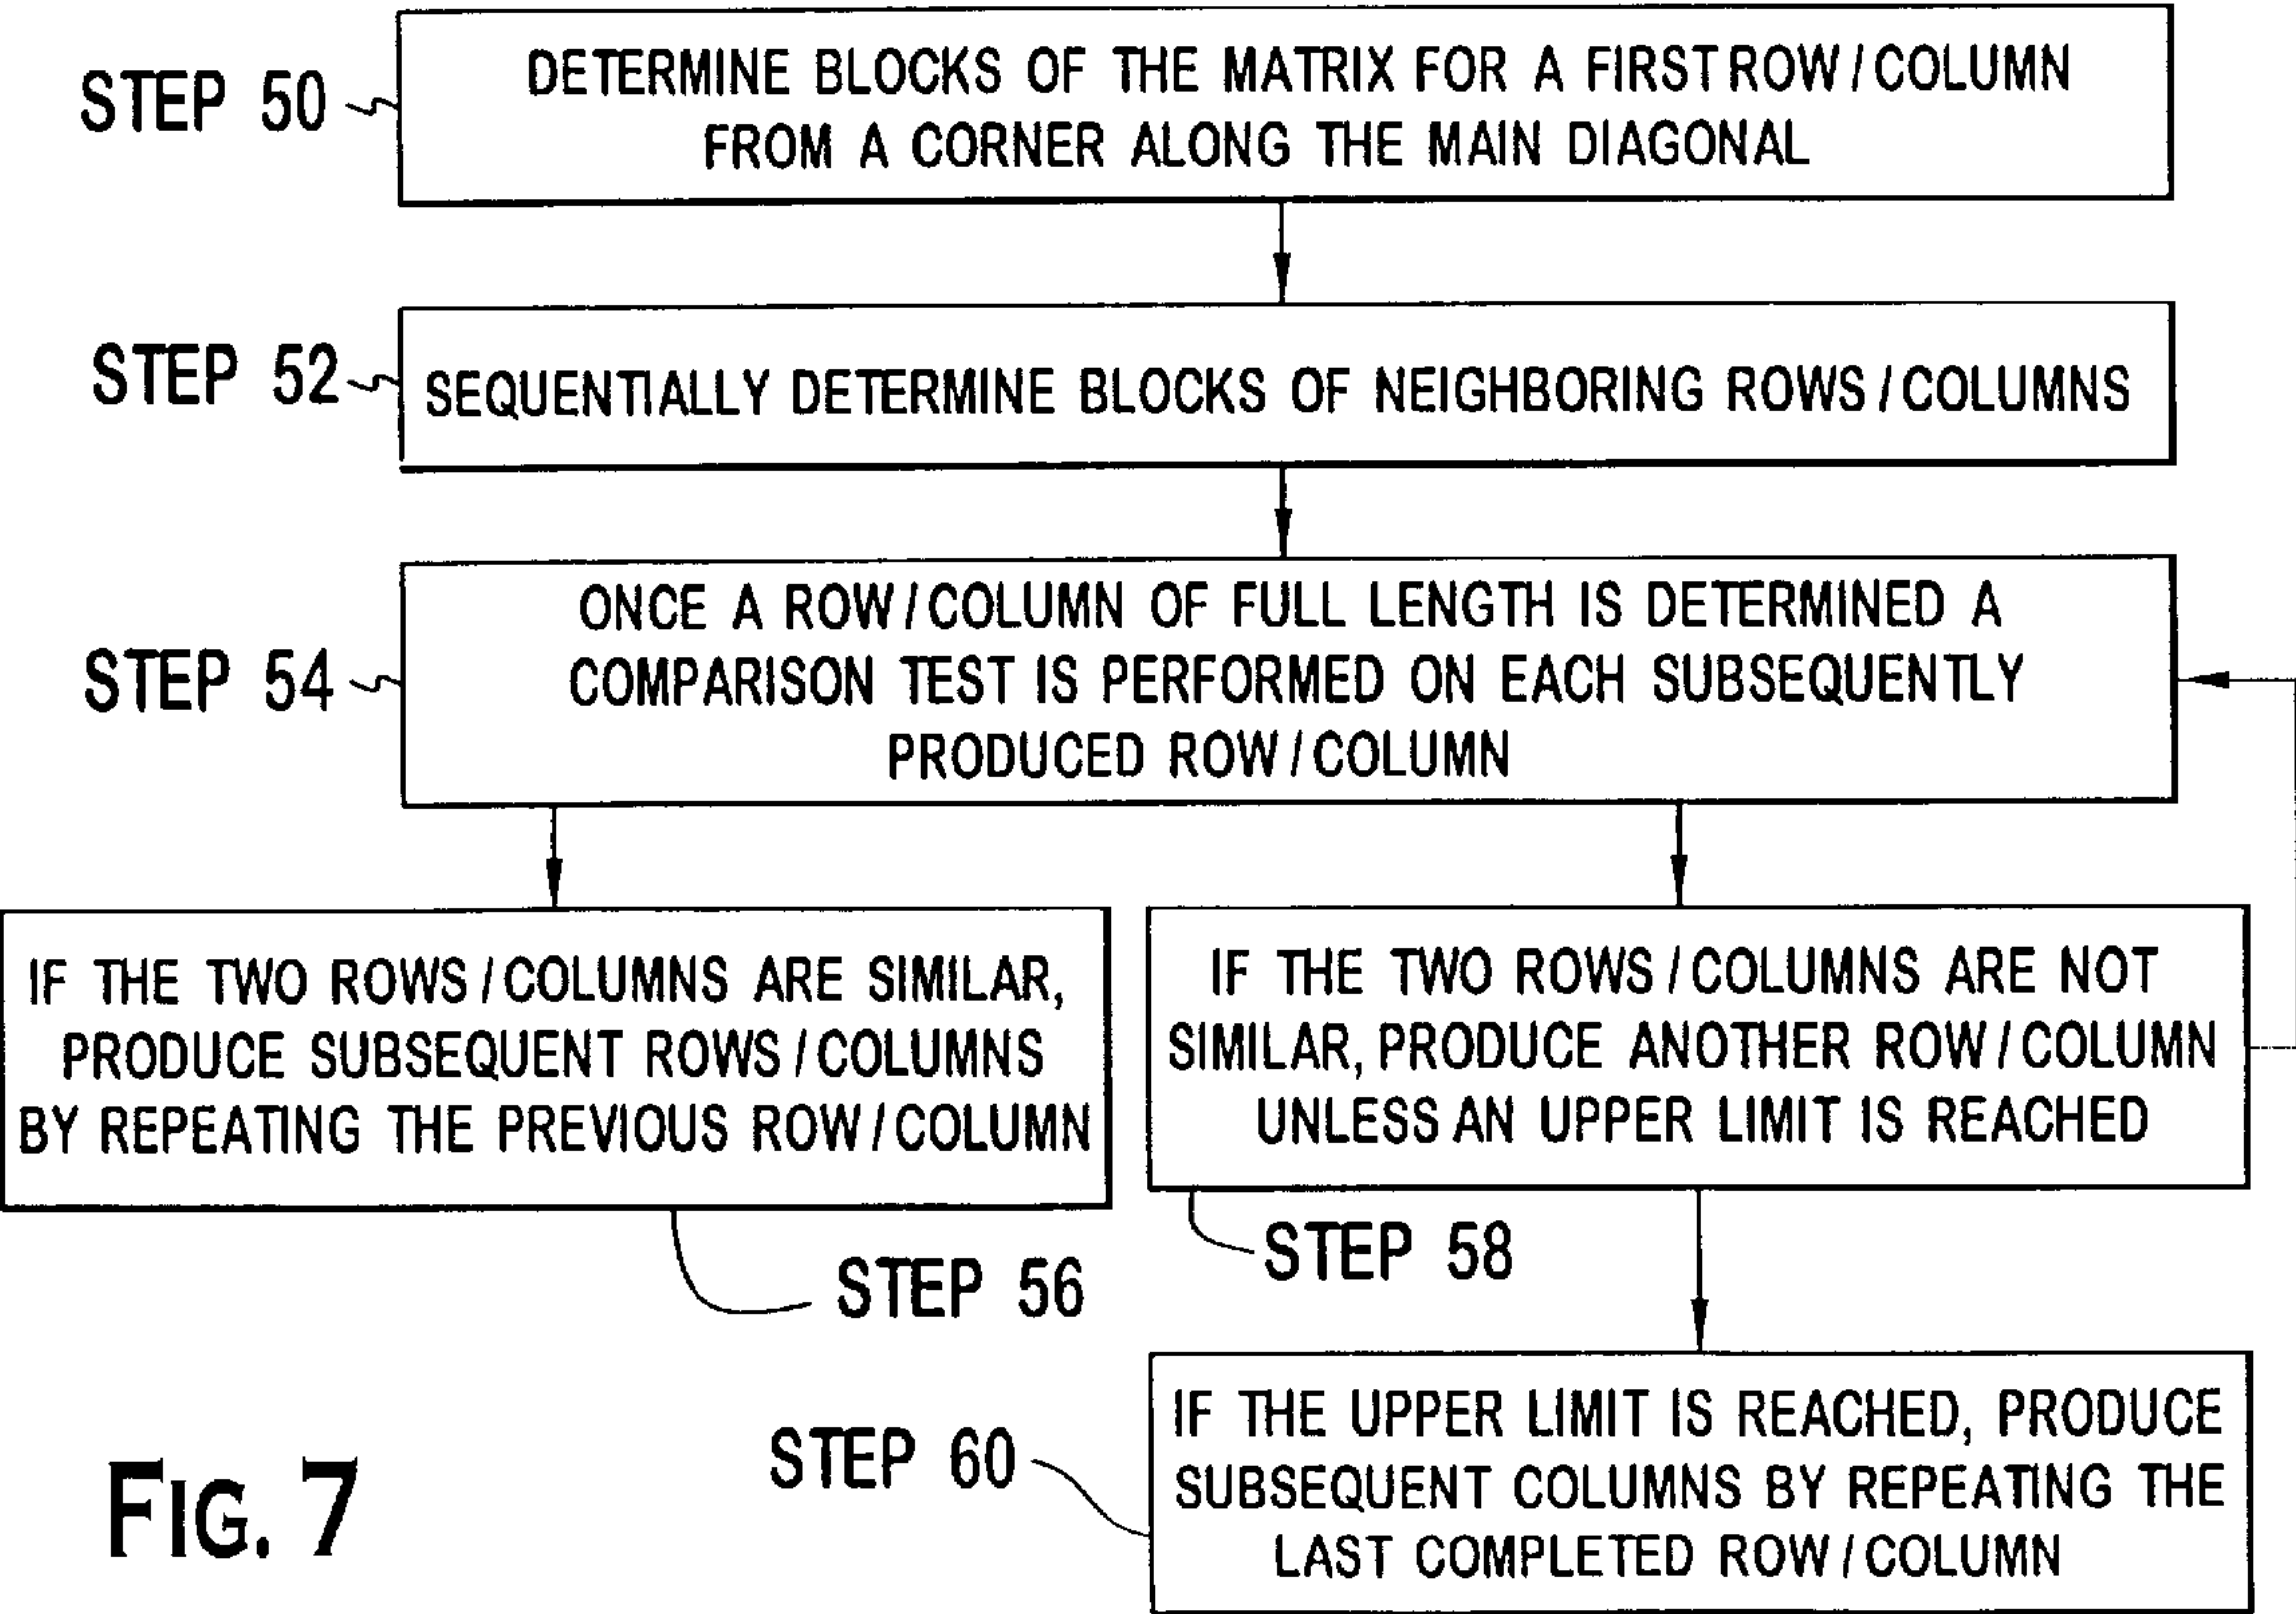 STEP 50
DETERMINE BLOCKS OF THE MATRIX FOR A FIRST ROW/COLUMN
FROM A CORNER ALONG THE MAIN DIAGONAL
STEP 52
SEQUENTIALLY DETERMINE BLOCKS OF NEIGHBORING ROWS/COLUMNS
STEP 54
ONCE A ROW/COLUMN OF FULL LENGTH IS DETERMINED A
COMPARISON TEST IS PERFORMED ON EACH SUBSEQUENTLY
PRODUCED ROW/COLUMN
IF THE TWO ROWS/COLUMNS ARE SIMILAR,
PRODUCE SUBSEQUENT ROWS/COLUMNS
BY REPEATING THE PREVIOUS ROW/COLUMN
STEP 56
IF THE TWO ROWS/COLUMNS ARE NOT
SIMILAR, PRODUCE ANOTHER ROW/COLUMN
UNLESS AN UPPER LIMIT IS REACHED
STEP 58
STEP 60
IF THE UPPER LIMIT IS REACHED, PRODUCE
SUBSEQUENT COLUMNS BY REPEATING THE
LAST COMPLETED ROW/COLUMN
FIG. 7